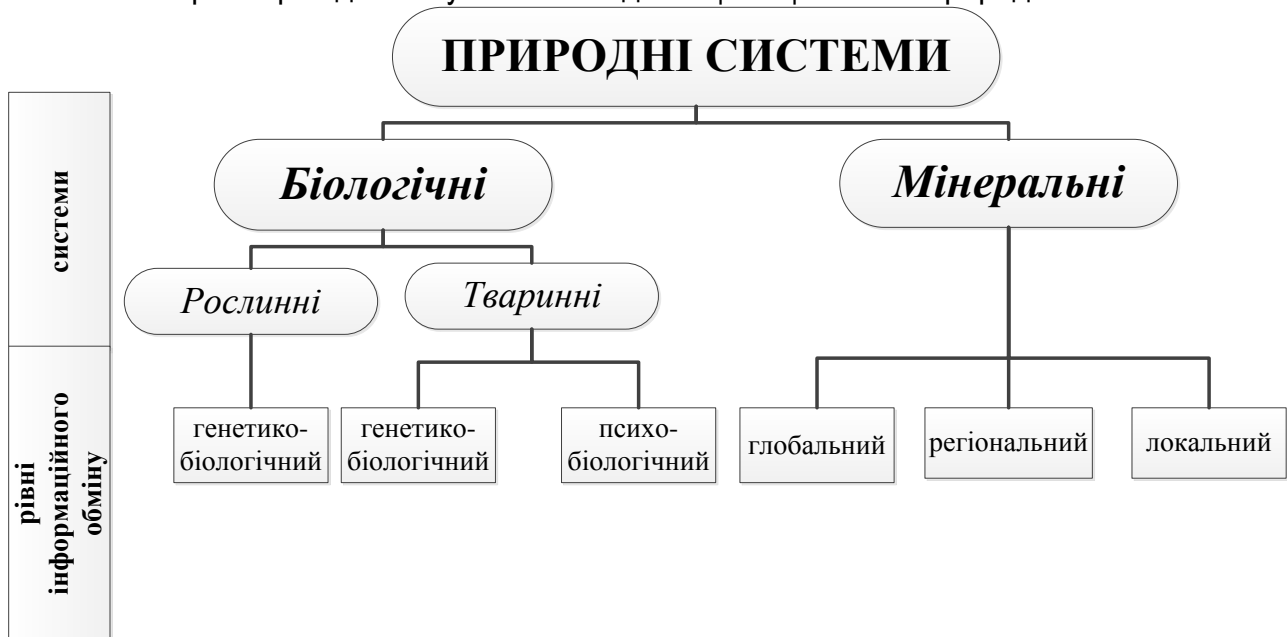 ПРИРОДНІ СИСТЕМИ
системи
Біологічні
Мінеральні
Рослинні
Тваринні
рівні
інформаційного
обміну
генетико-
біологічний
генетико-
біологічний
психо-
біологічний
глобальний
регіональний
локальний